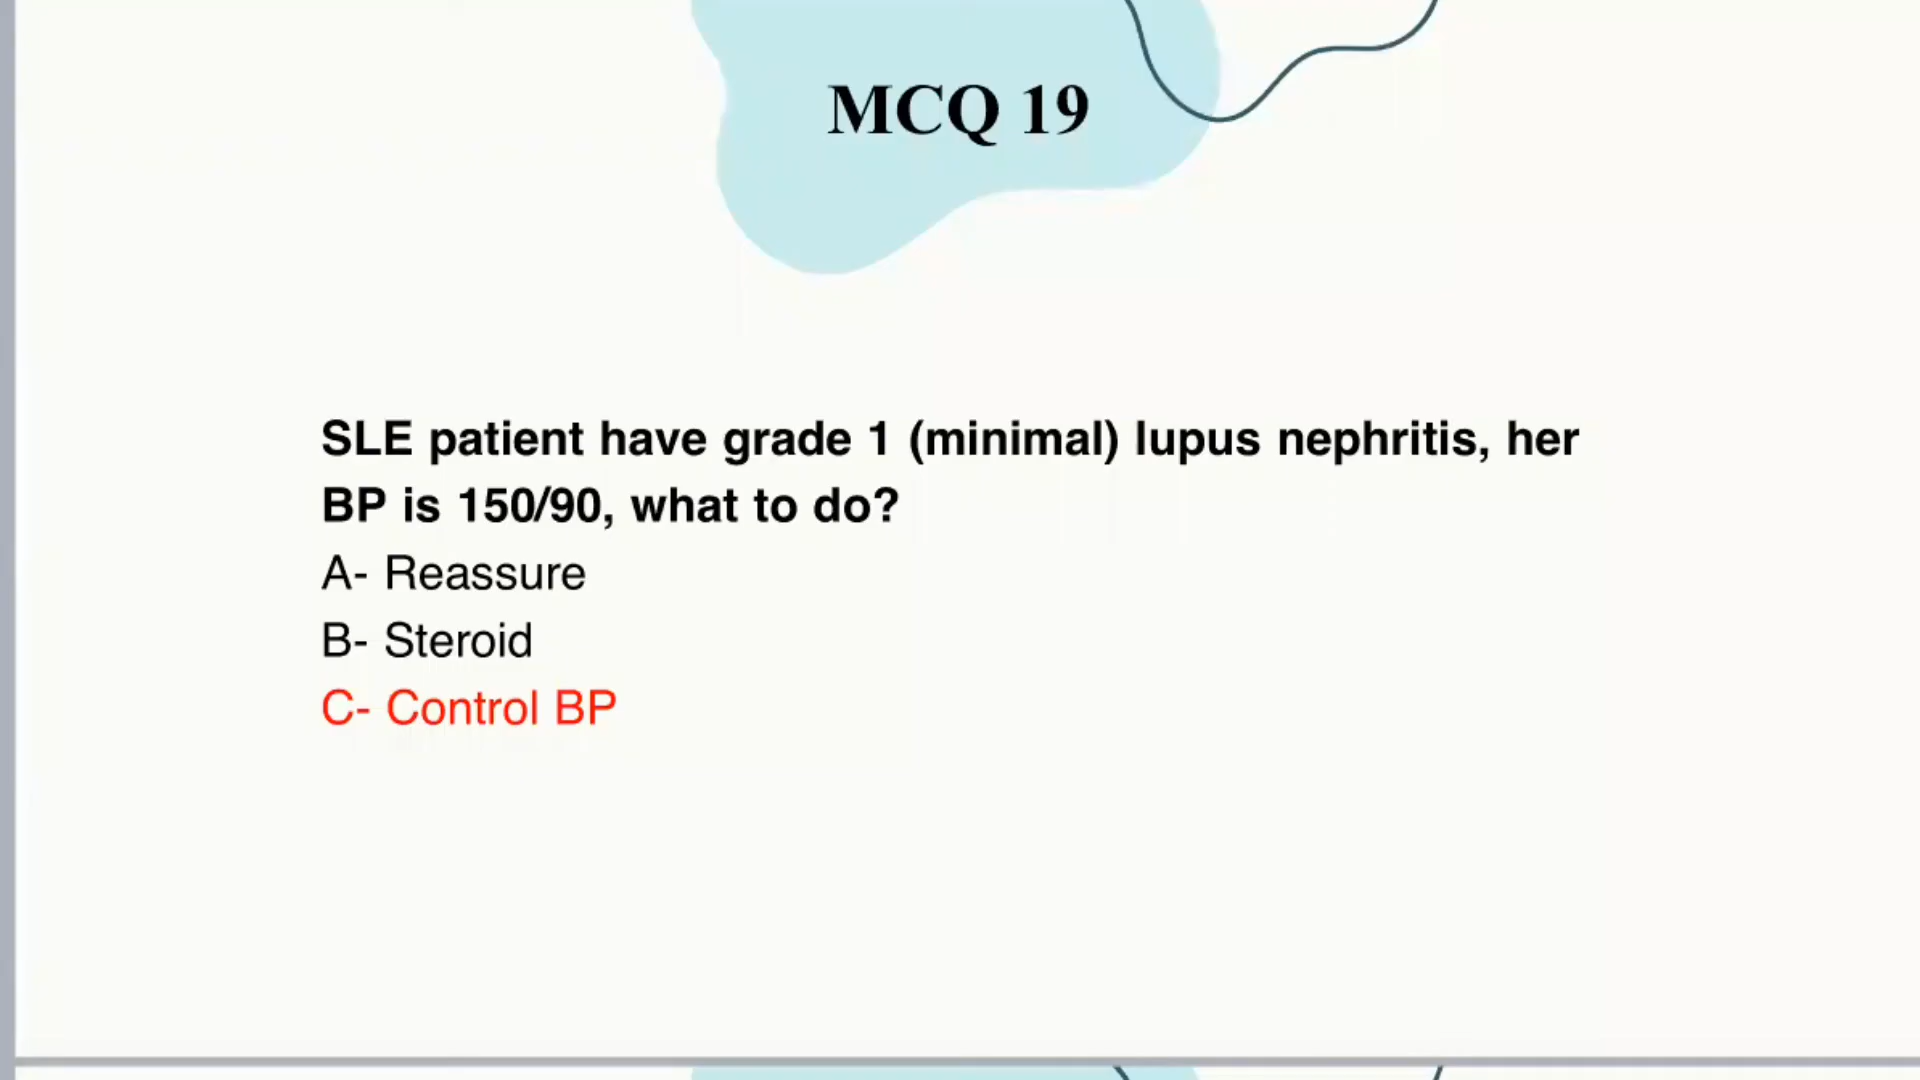 MCQ 19
SLE patient have grade 1 (minimal) lupus nephritis, her
BP is 150/90, what to do?
A- Reassure
B- Steroid
C- Control BP